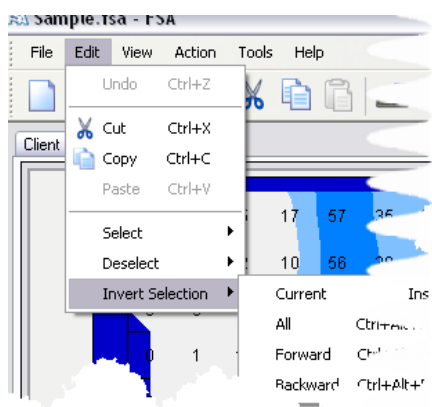 Sample.fsa - FSA
File Edit View Action Tools Help
Undo Ctrl+Z
Cut Ctrl+X
Client
Copy Ctrl+C
Paste Ctrl+V
17 57
Select
Deselect
10 56
Invert Selection
Current Ins
All
Forward
0 1
Backward